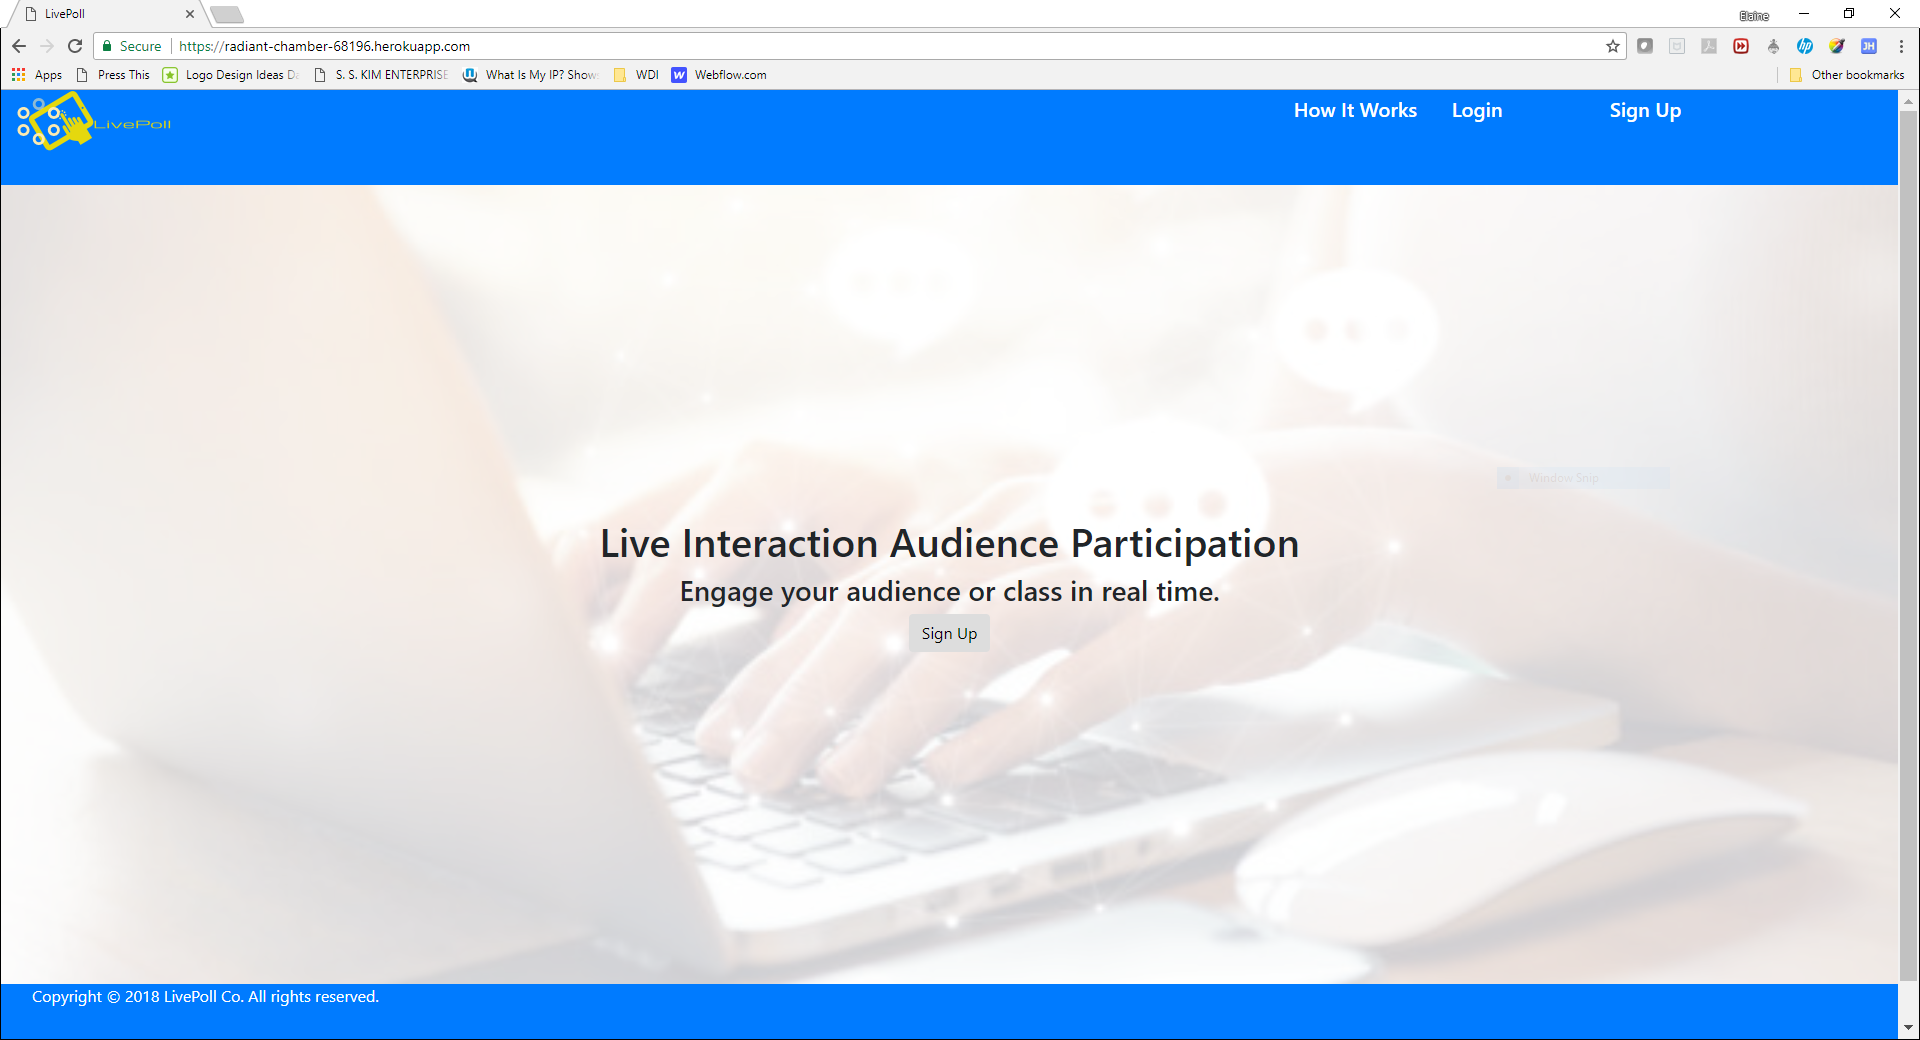 LivePoll
Elaine
Secure
https://radiant-chamber-68196.herokuapp.com
Apps
Press This
Logo Design Ideas
S. S. KIM ENTERPRISE
What Is My IP? Show
WDI
Webflow.com
Other bookmarks
LivePoll
How It Works
Login
Sign Up
Window Snip
Live Interaction Audience Participation
Engage your audience or class in real time.
Sign Up
Copyright © 2018 LivePoll Co. All rights reserved.